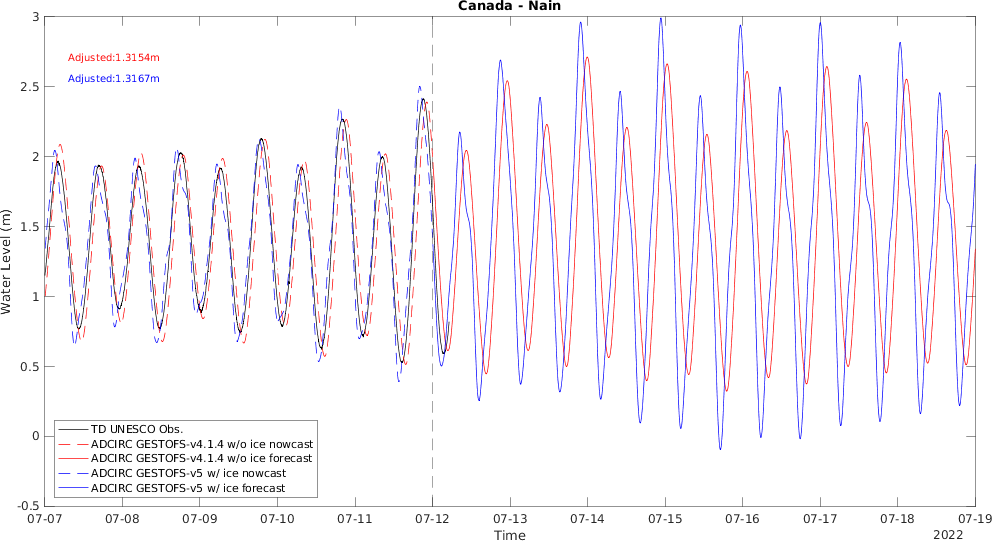 Canada - Nain
Adjusted:1.3154m
Adjusted:1.3167m
Water Level (m)
3
2.5
2
1.5
1
0.5
0
-0.5
TD UNESCO Obs.
ADCIRC GESTOFS-v4.1.4 w/o ice nowcast
ADCIRC GESTOFS-v4.1.4 w/o ice forecast
ADCIRC GESTOFS-v5 w/ ice nowcast
ADCIRC GESTOFS-v5 w/ ice forecast
07-07 07-08 07-09 07-10 07-11 07-12 07-13 07-14 07-15 07-16 07-17 07-18 07-19
Time
2022